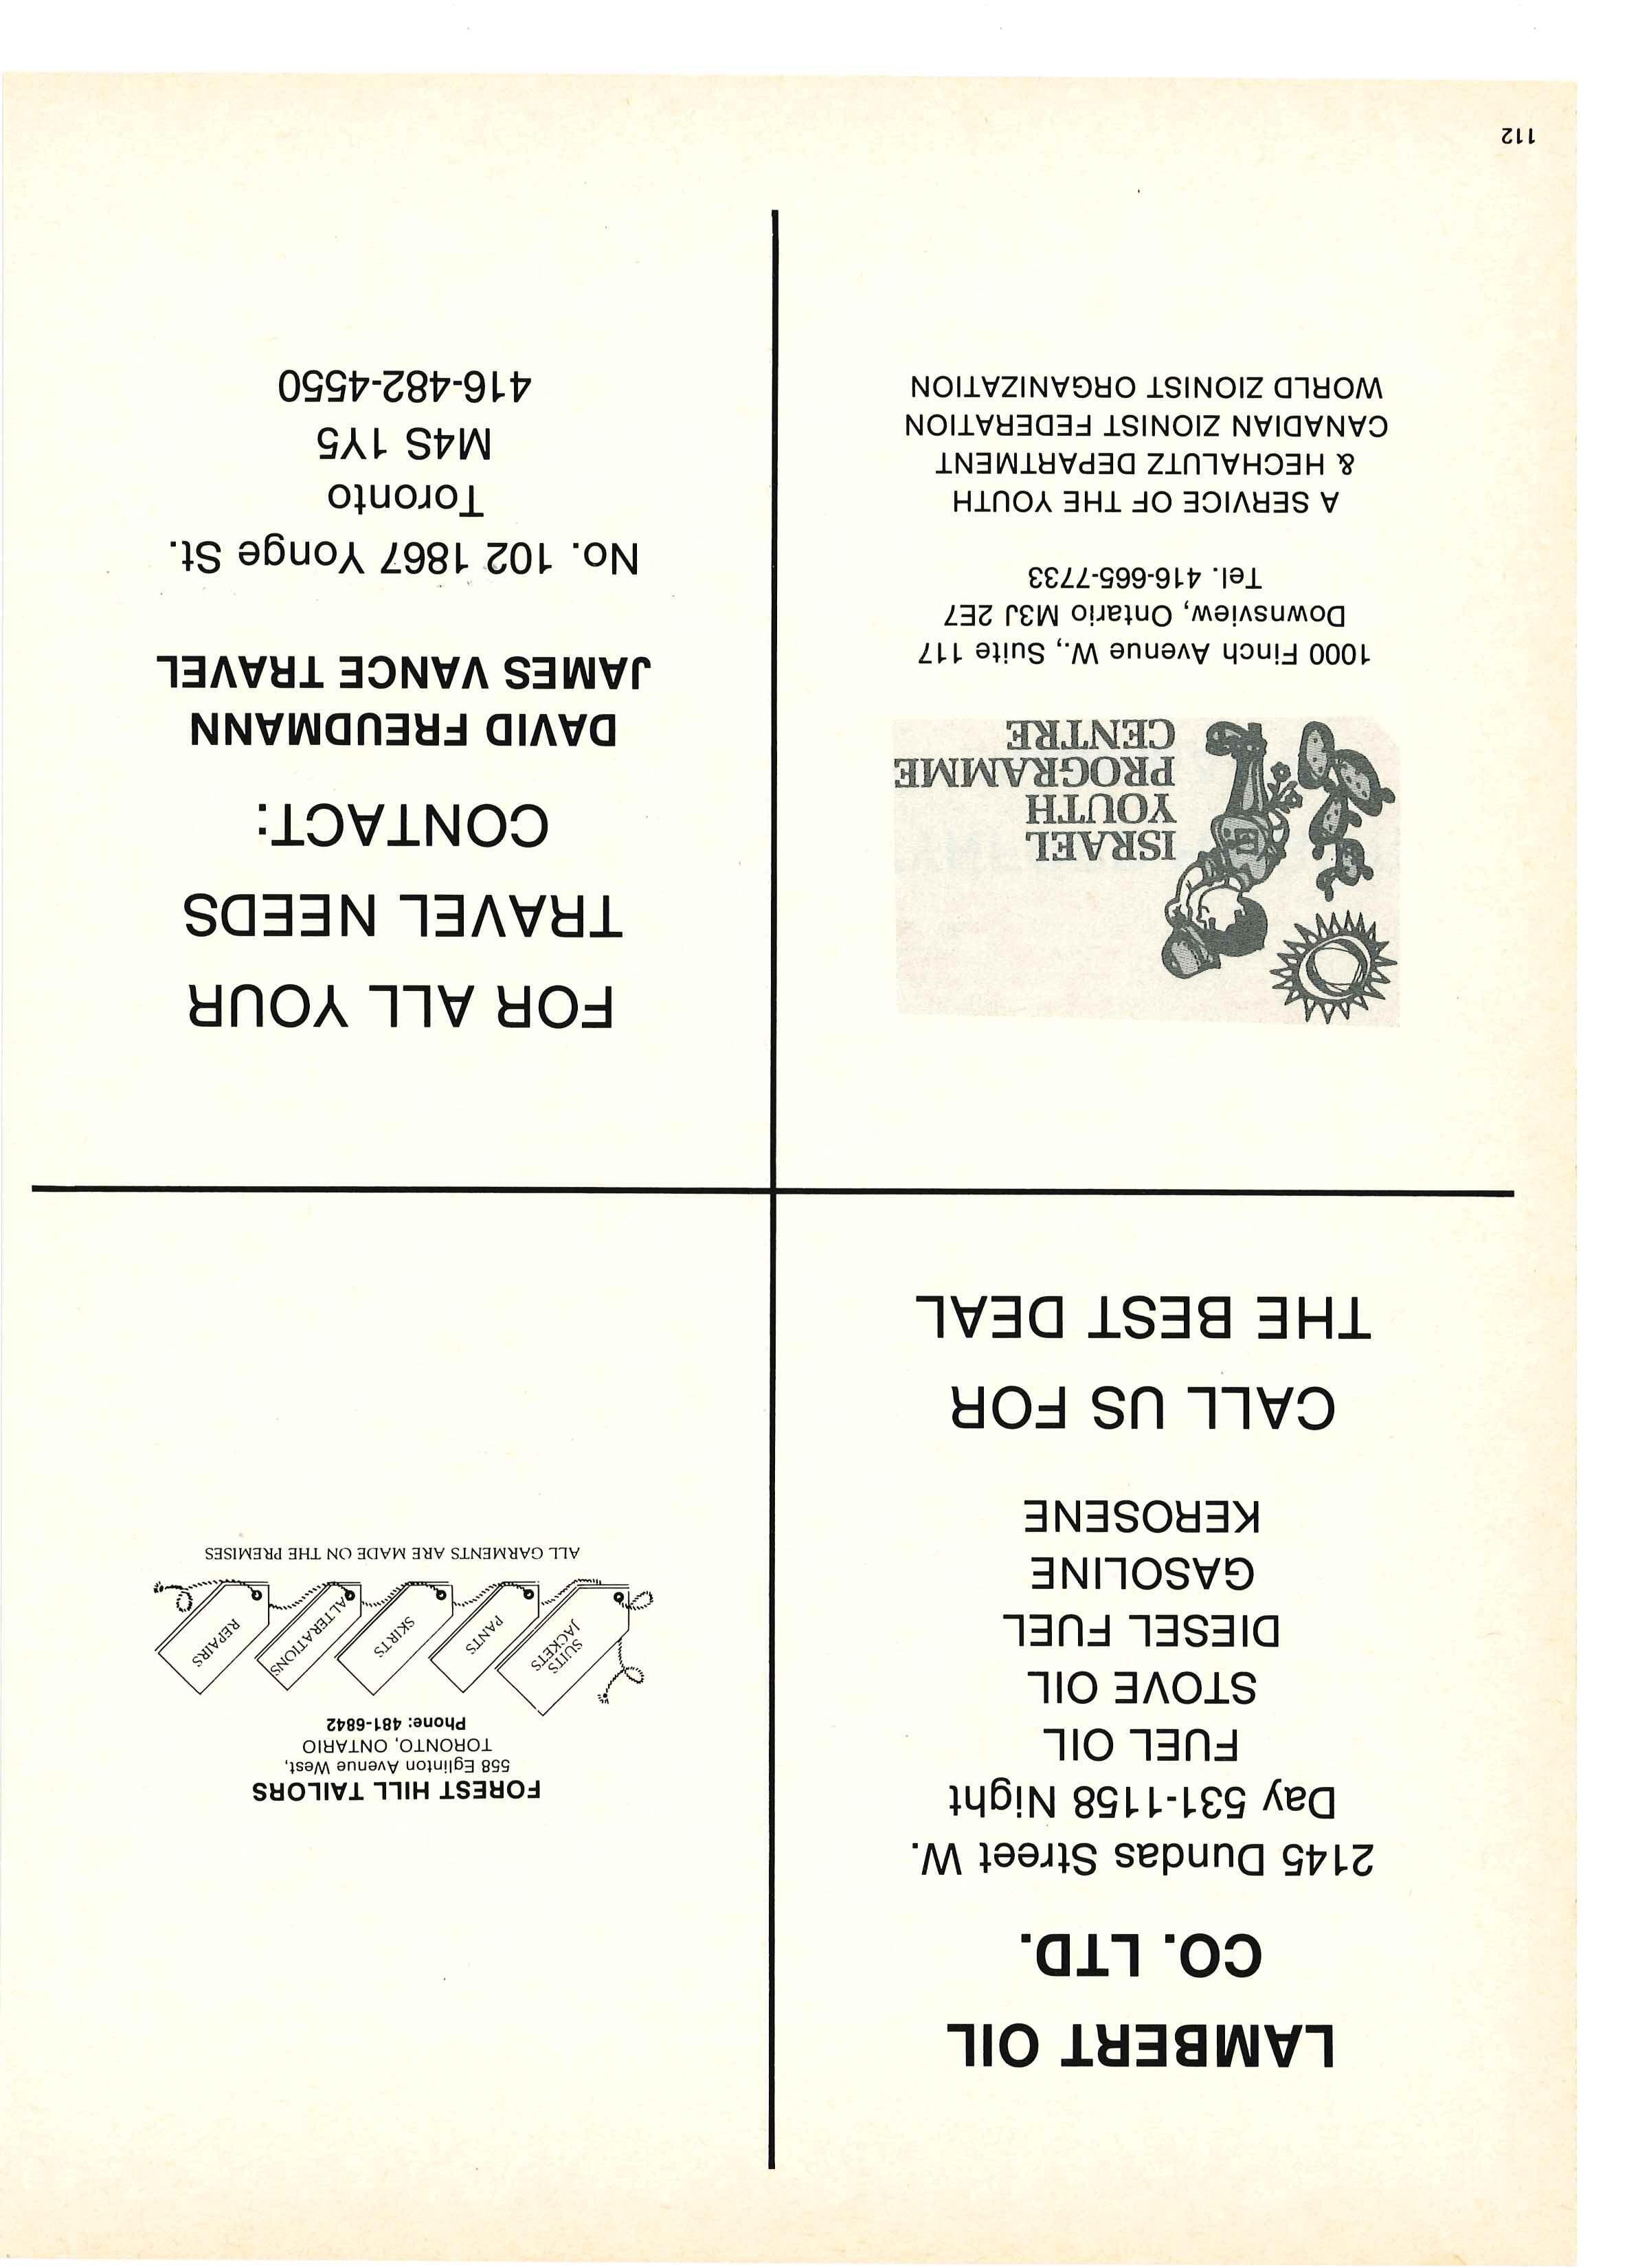 LAMBERT OIL
CO. LTD.
2145 Dundas Street W.
Day 531-1158 Night
FUEL OIL
STOVE OIL
DIESEL FUEL
GASOLINE
KEROSENE
CALL US FOR
THE BEST DEAL
FOREST HILL TAILORS
558 Eglinton Avenue West,
TORONTO, ONTARIO
Phone: 481-6842
SUITS
JACKETS
PANTS
SKIRTS
ALTERATIONS
REPAIRS
ALL GARMENTS ARE MADE ON THE PREMISES
ISRAEL
YOUTH
PROGRAMME
CENTRE
1000 Finch Avenue W., Suite 117
Downsview, Ontario M3J 2E7
Tel. 416-665-7733
A SERVICE OF THE YOUTH
& HECHALUTZ DEPARTMENT
CANADIAN ZIONIST FEDERATION
WORLD ZIONIST ORGANIZATION
FOR ALL YOUR
TRAVEL NEEDS
CONTACT:
DAVID FREUDMANN
JAMES VANCE TRAVEL
No. 102 1867 Yonge St.
Toronto
M4S 1Y5
416-482-4550
112